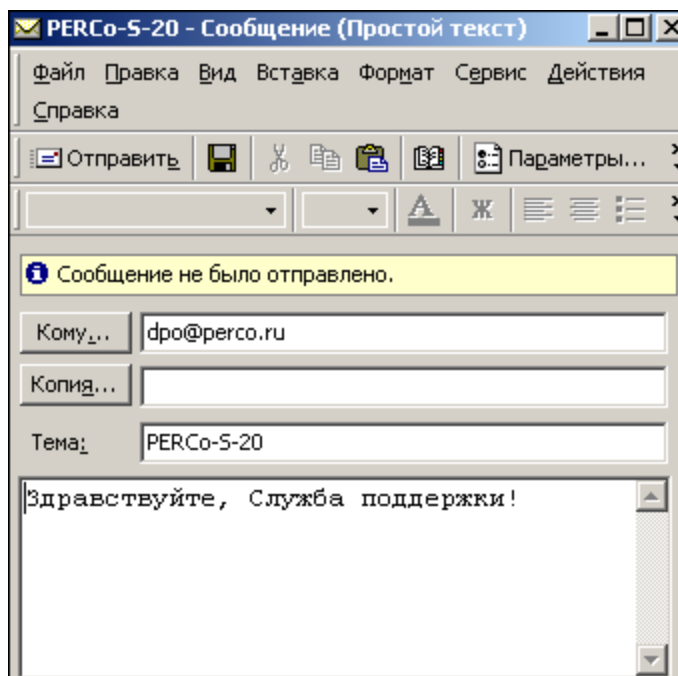 PERCo-S-20 - Сообщение (Простой текст)
Файл Правка Вид Вставка Формат Сервис Действия
Справка
Отправить Параметры...
Ж
Сообщение не было отправлено.
Кому... dpo@perco.ru
Копия...
Тема: PERCo-S-20
Здравствуйте, Служба поддержки!